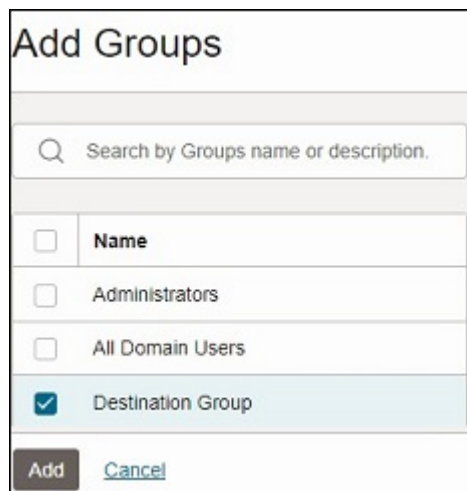 Add Groups
Search by Groups name or description.
Name
Administrators
All Domain Users
Destination Group
Add Cancel